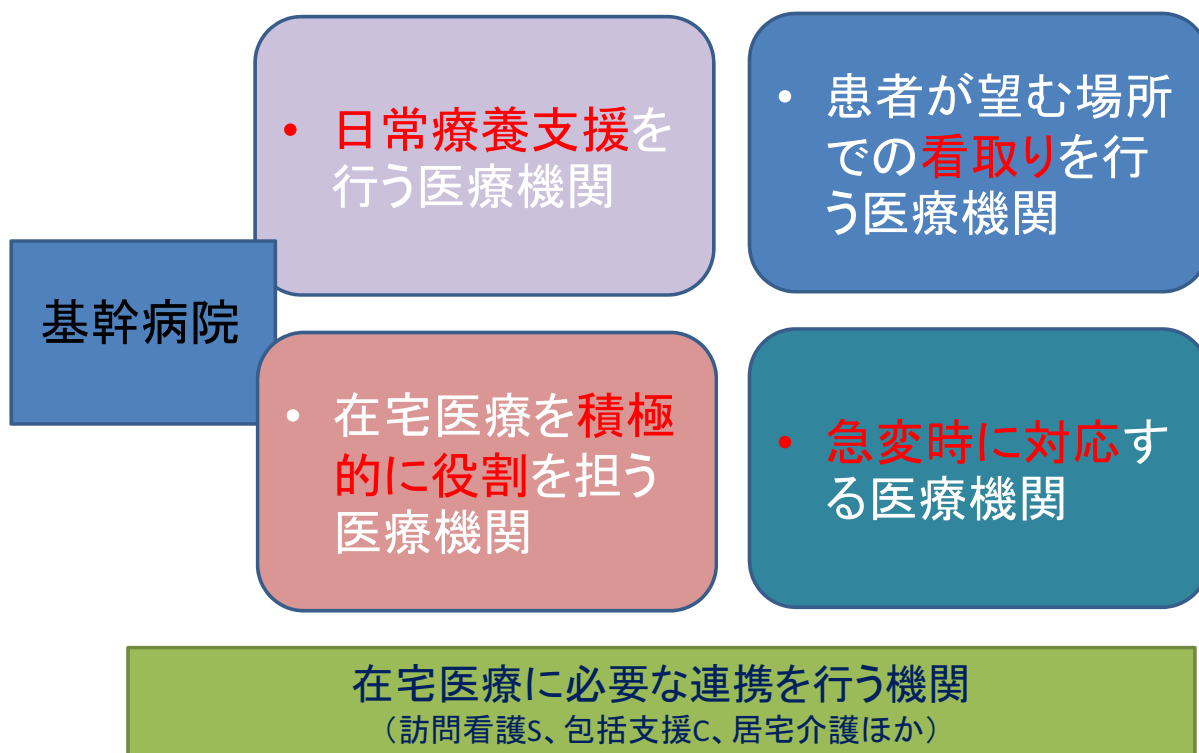 • 日常療養支援を
行う医療機関
• 患者が望む場所
での看取りを行
う医療機関
基幹病院
• 在宅医療を積極
的に役割を担う
医療機関
• 急変時に対応す
る医療機関
在宅医療に必要な連携を行う機関
（訪問看護S、包括支援C、居宅介護ほか）